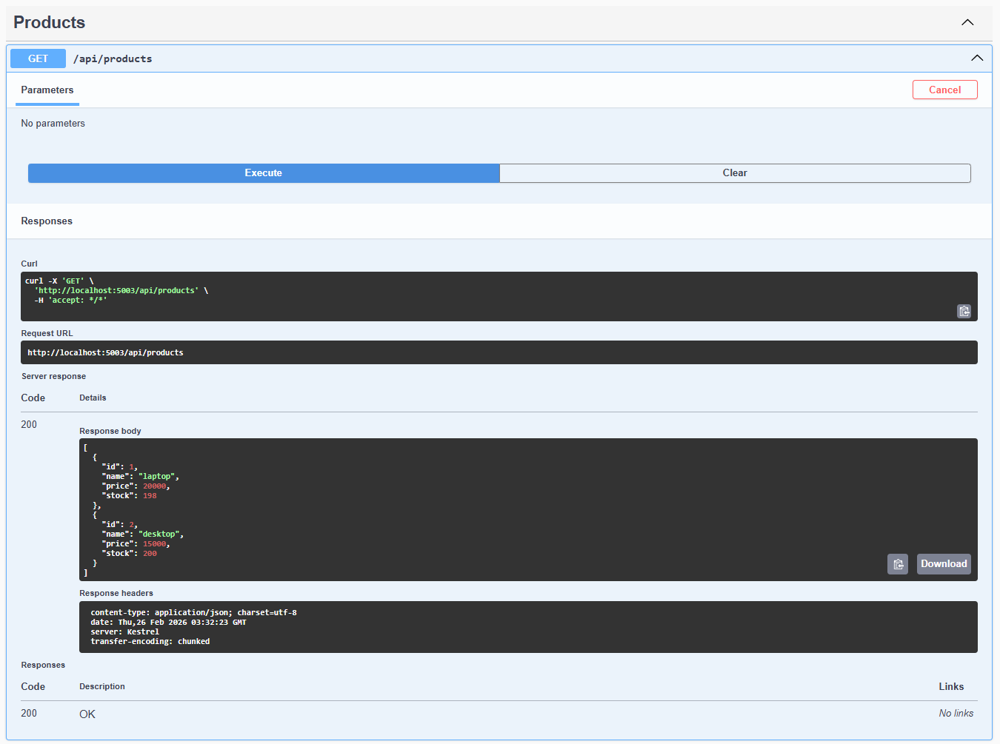 Products
GET /api/products
Parameters Cancel
No parameters
Execute Clear
Responses
Curl
curl -X 'GET' \
  'http://localhost:5003/api/products' \
  -H 'accept: */*'
Request URL
http://localhost:5003/api/products
Server response
Code Details
200
Response body
[
  {
    "id": 1,
    "name": "laptop",
    "price": 20000,
    "stock": 198
  },
  {
    "id": 2,
    "name": "desktop",
    "price": 15000,
    "stock": 200
  }
]
Download
Response headers
content-type: application/json; charset=utf-8
date: Thu,26 Feb 2026 03:32:23 GMT
server: Kestrel
transfer-encoding: chunked
Responses
Code Description Links
200 OK No links